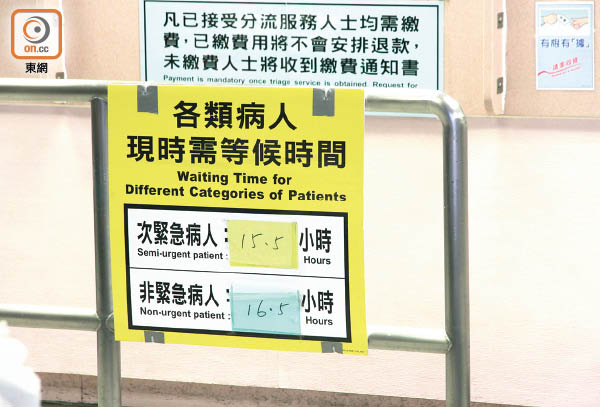 on.cc
東網
凡已接受分流服務人士均需繳
費，已繳費用將不會安排退款，
未繳費人士將收到繳費通知書
Payment is mandatory once triage service is obtained. Request for
有柗有「據」
各類病人
現時需等候時間
Waiting Time for
Different Categories of Patients
次緊急病人：15.5小時
Semi-urgent patient : Hours
非緊急病人：16.5小時
Non-urgent patient : Hours